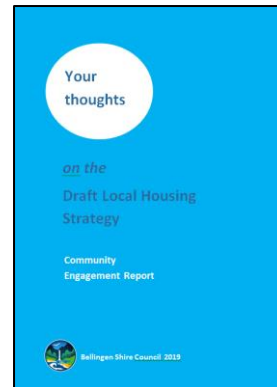 Your
thoughts
on the
Draft Local Housing
Strategy
Community
Engagement Report
Bellingen Shire Council 2019